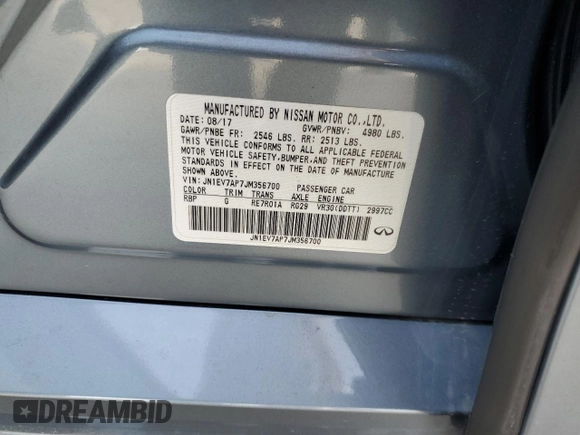 MANUFACTURED BY NISSAN MOTOR CO.,LTD.
DATE: 08/17 GVWR/PNBV: 4980 LBS.
GAWR/PNBE FR: 2546 LBS. RR: 2513 LBS.
THIS VEHICLE CONFORMS TO ALL APPLICABLE FEDERAL
MOTOR VEHICLE SAFETY,BUMPER,AND THEFT PREVENTION
STANDARDS IN EFFECT ON THE DATE OF MANUFACTURE
SHOWN ABOVE.
VIN: JN1EV7AP7JM356700 PASSENGER CAR
COLOR TRIM TRANS AXLE ENGINE
RBP G RE7R01A RG29 VR30(DDTT) 2997CC
JN1EV7AP7JM356700
INFINITI
DREAMBID